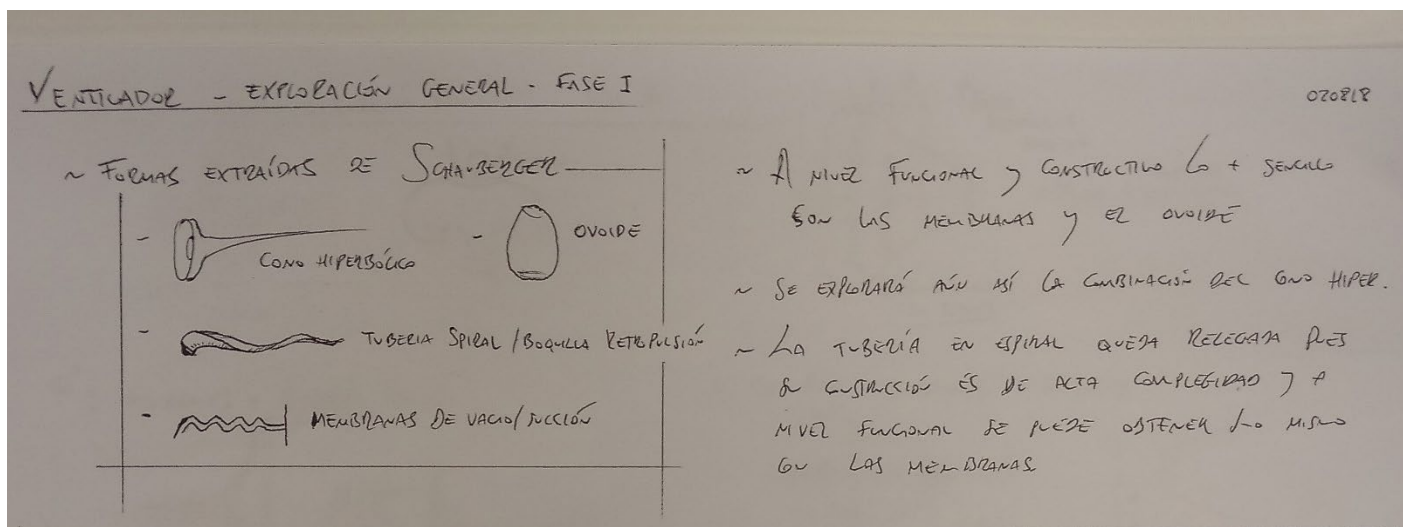 VENTILADOR - EXPLORACIÓN GENERAL - FASE I
020818
~ FORMAS EXTRAÍDAS DE SCHAUBERGER
- CONO HIPERBÓLICO
- OVOIDE
- TUBERIA SPIRAL / BOQUILLA RETROPULSIÓN
- MEMBRANAS DE VACIO/SUCCIÓN
~ A NIVEL FUNCIONAL Y CONSTRUCTIVO LO + SENCILLO
SON LAS MEMBRANAS Y EL OVOIDE
~ SE EXPLORARÁ AÚN ASÍ LA COMBINACIÓN DEL CONO HIPER.
~ LA TUBERÍA EN ESPIRAL QUEDA RELEGADA PUES
SU CONSTRUCCIÓN ÉS DE ALTA COMPLEGIDAD Y A
NIVEL FUNCIONAL SE PUEDE OBTENER LO MISMO
CON LAS MEMBRANAS.